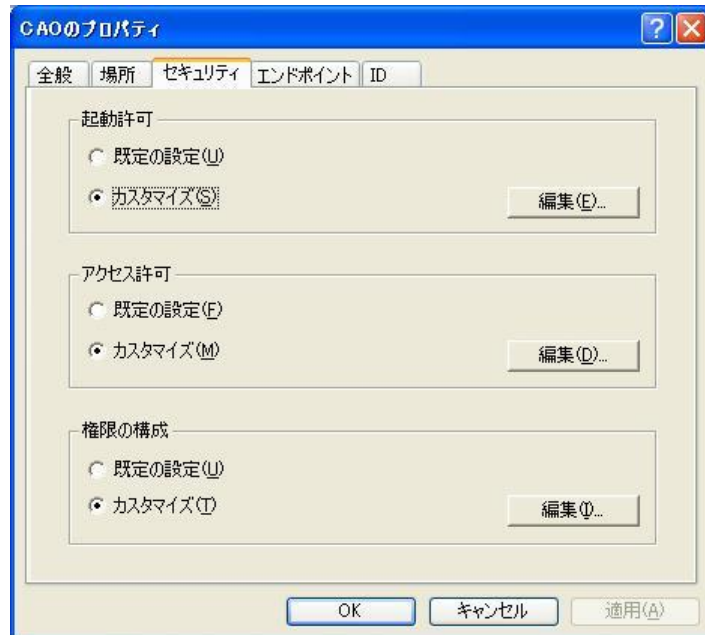 CAOのプロパティ
全般 場所 セキュリティ エンドポイント ID
起動許可
既定の設定(U)
カスタマイズ(S)
編集(E)...
アクセス許可
既定の設定(F)
カスタマイズ(M)
編集(D)...
権限の構成
既定の設定(U)
カスタマイズ(T)
編集(I)...
OK キャンセル 適用(A)